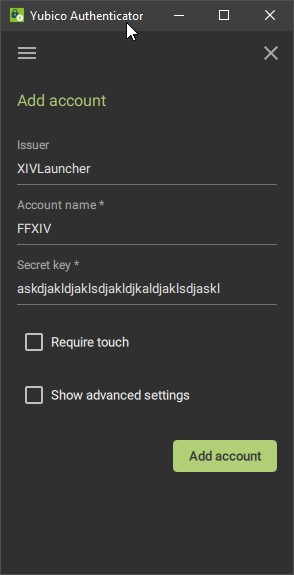 Yubico Authenticator
Add account
Issuer
XIVLauncher
Account name *
FFXIV
Secret key *
askdjakldjaklsdjakldjkaldjaklsdjaskl
Require touch
Show advanced settings
Add account